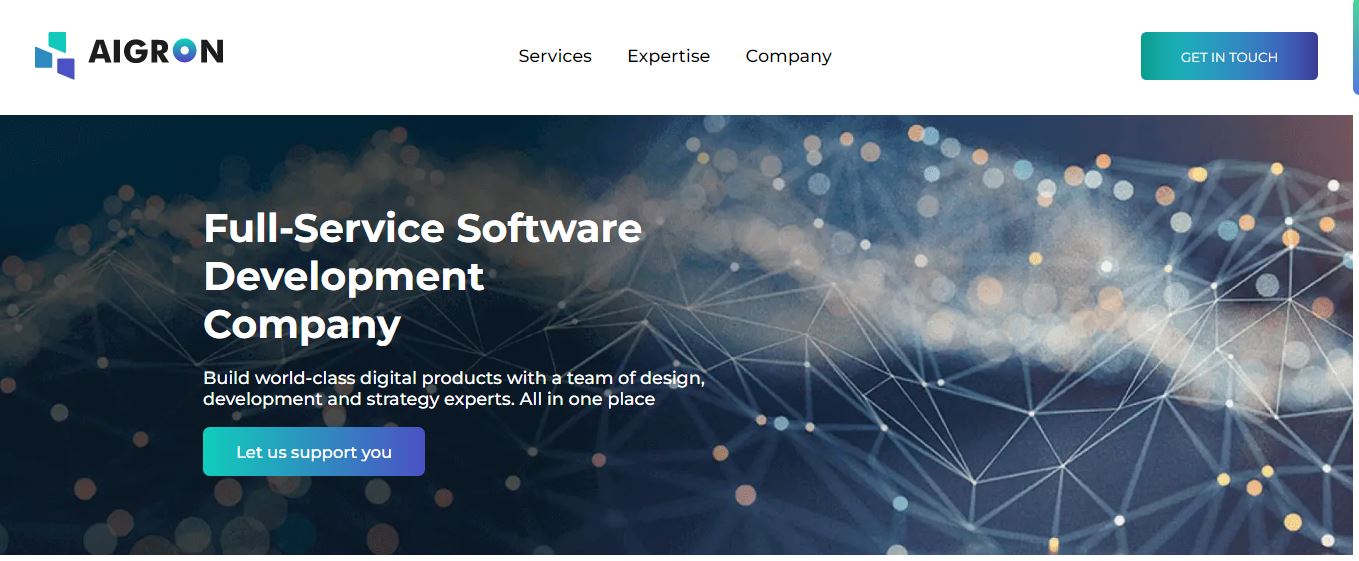 AIGRON
Services
Expertise
Company
GET IN TOUCH
Full-Service Software
Development
Company
Build world-class digital products with a team of design,
development and strategy experts. All in one place
Let us support you